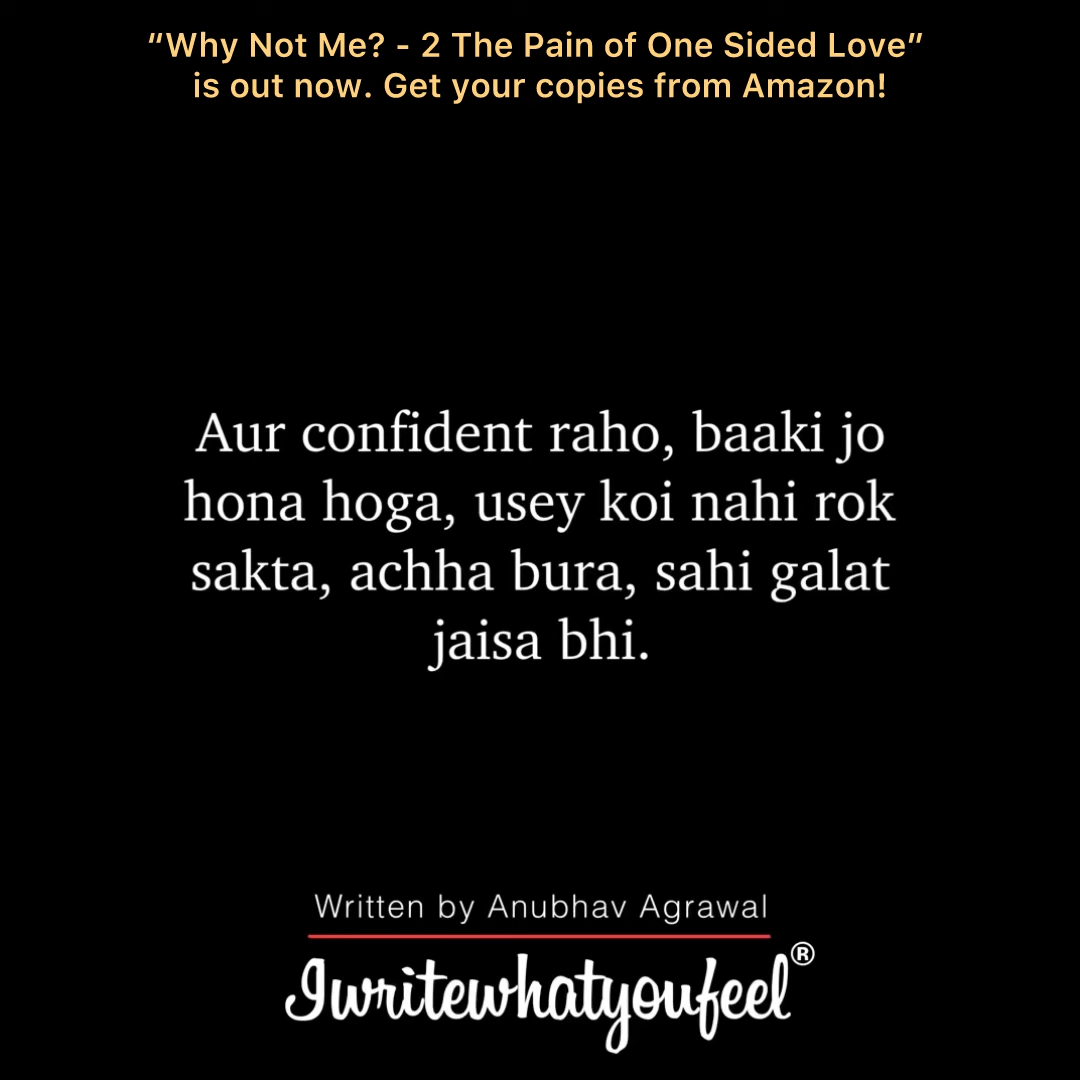 “Why Not Me? - 2 The Pain of One Sided Love”
is out now. Get your copies from Amazon!
Aur confident raho, baaki jo
hona hoga, usey koi nahi rok
sakta, achha bura, sahi galat
jaisa bhi.
Written by Anubhav Agrawal
Iwritewhatyoufeel®